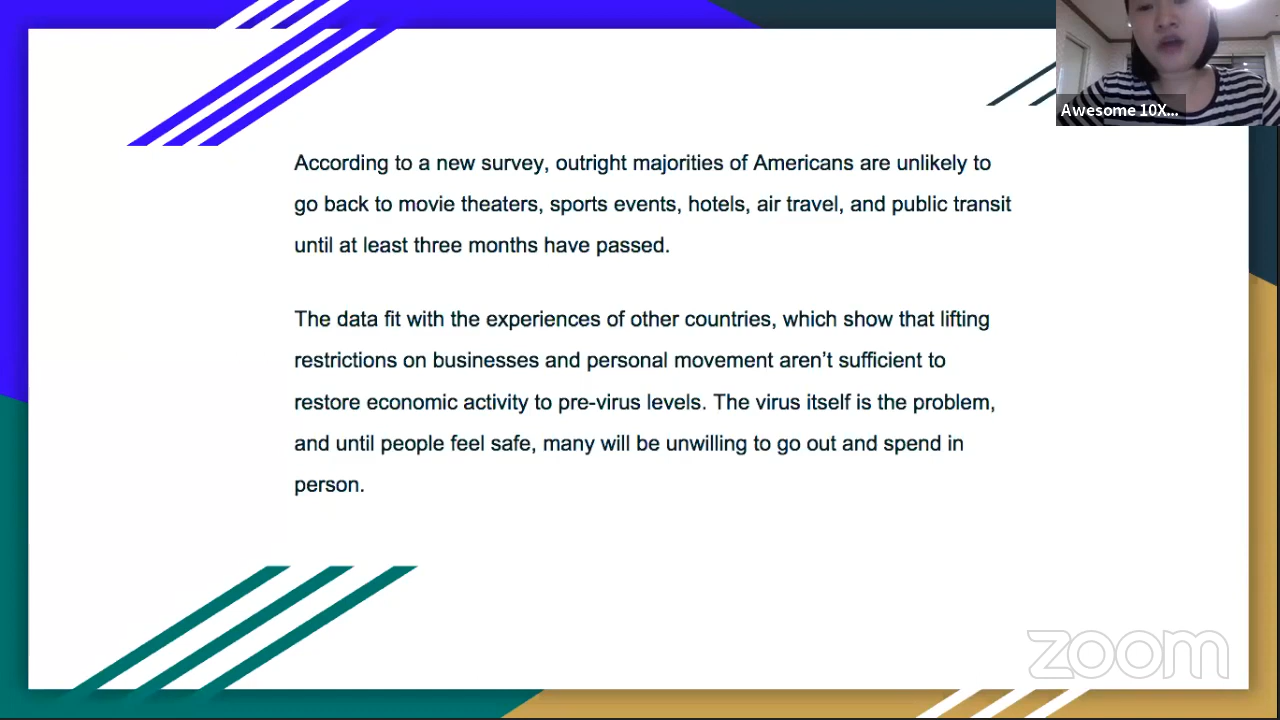 Awesome 10X...
According to a new survey, outright majorities of Americans are unlikely to
go back to movie theaters, sports events, hotels, air travel, and public transit
until at least three months have passed.
The data fit with the experiences of other countries, which show that lifting
restrictions on businesses and personal movement aren’t sufficient to
restore economic activity to pre-virus levels. The virus itself is the problem,
and until people feel safe, many will be unwilling to go out and spend in
person.
zoom